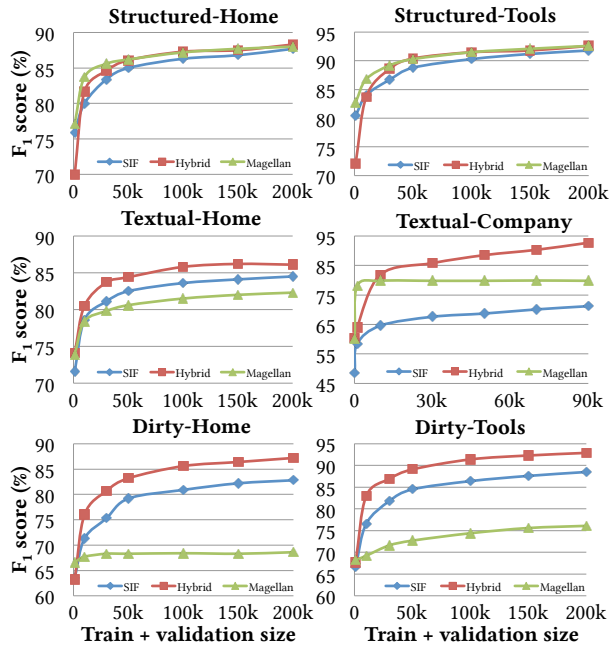 Structured-Home
F1 score (%)
90
85
80
75
70
SIF Hybrid Magellan
0 50k 100k 150k 200k
Structured-Tools
95
90
85
80
75
70
SIF Hybrid Magellan
0 50k 100k 150k 200k
Textual-Home
F1 score (%)
90
85
80
75
70
SIF Hybrid Magellan
0 50k 100k 150k 200k
Textual-Company
95
85
75
65
55
45
SIF Hybrid Magellan
0 30k 60k 90k
Dirty-Home
F1 score (%)
90
85
80
75
70
65
60
SIF Hybrid Magellan
0 50k 100k 150k 200k
Train + validation size
Dirty-Tools
95
90
85
80
75
70
65
60
SIF Hybrid Magellan
0 50k 100k 150k 200k
Train + validation size